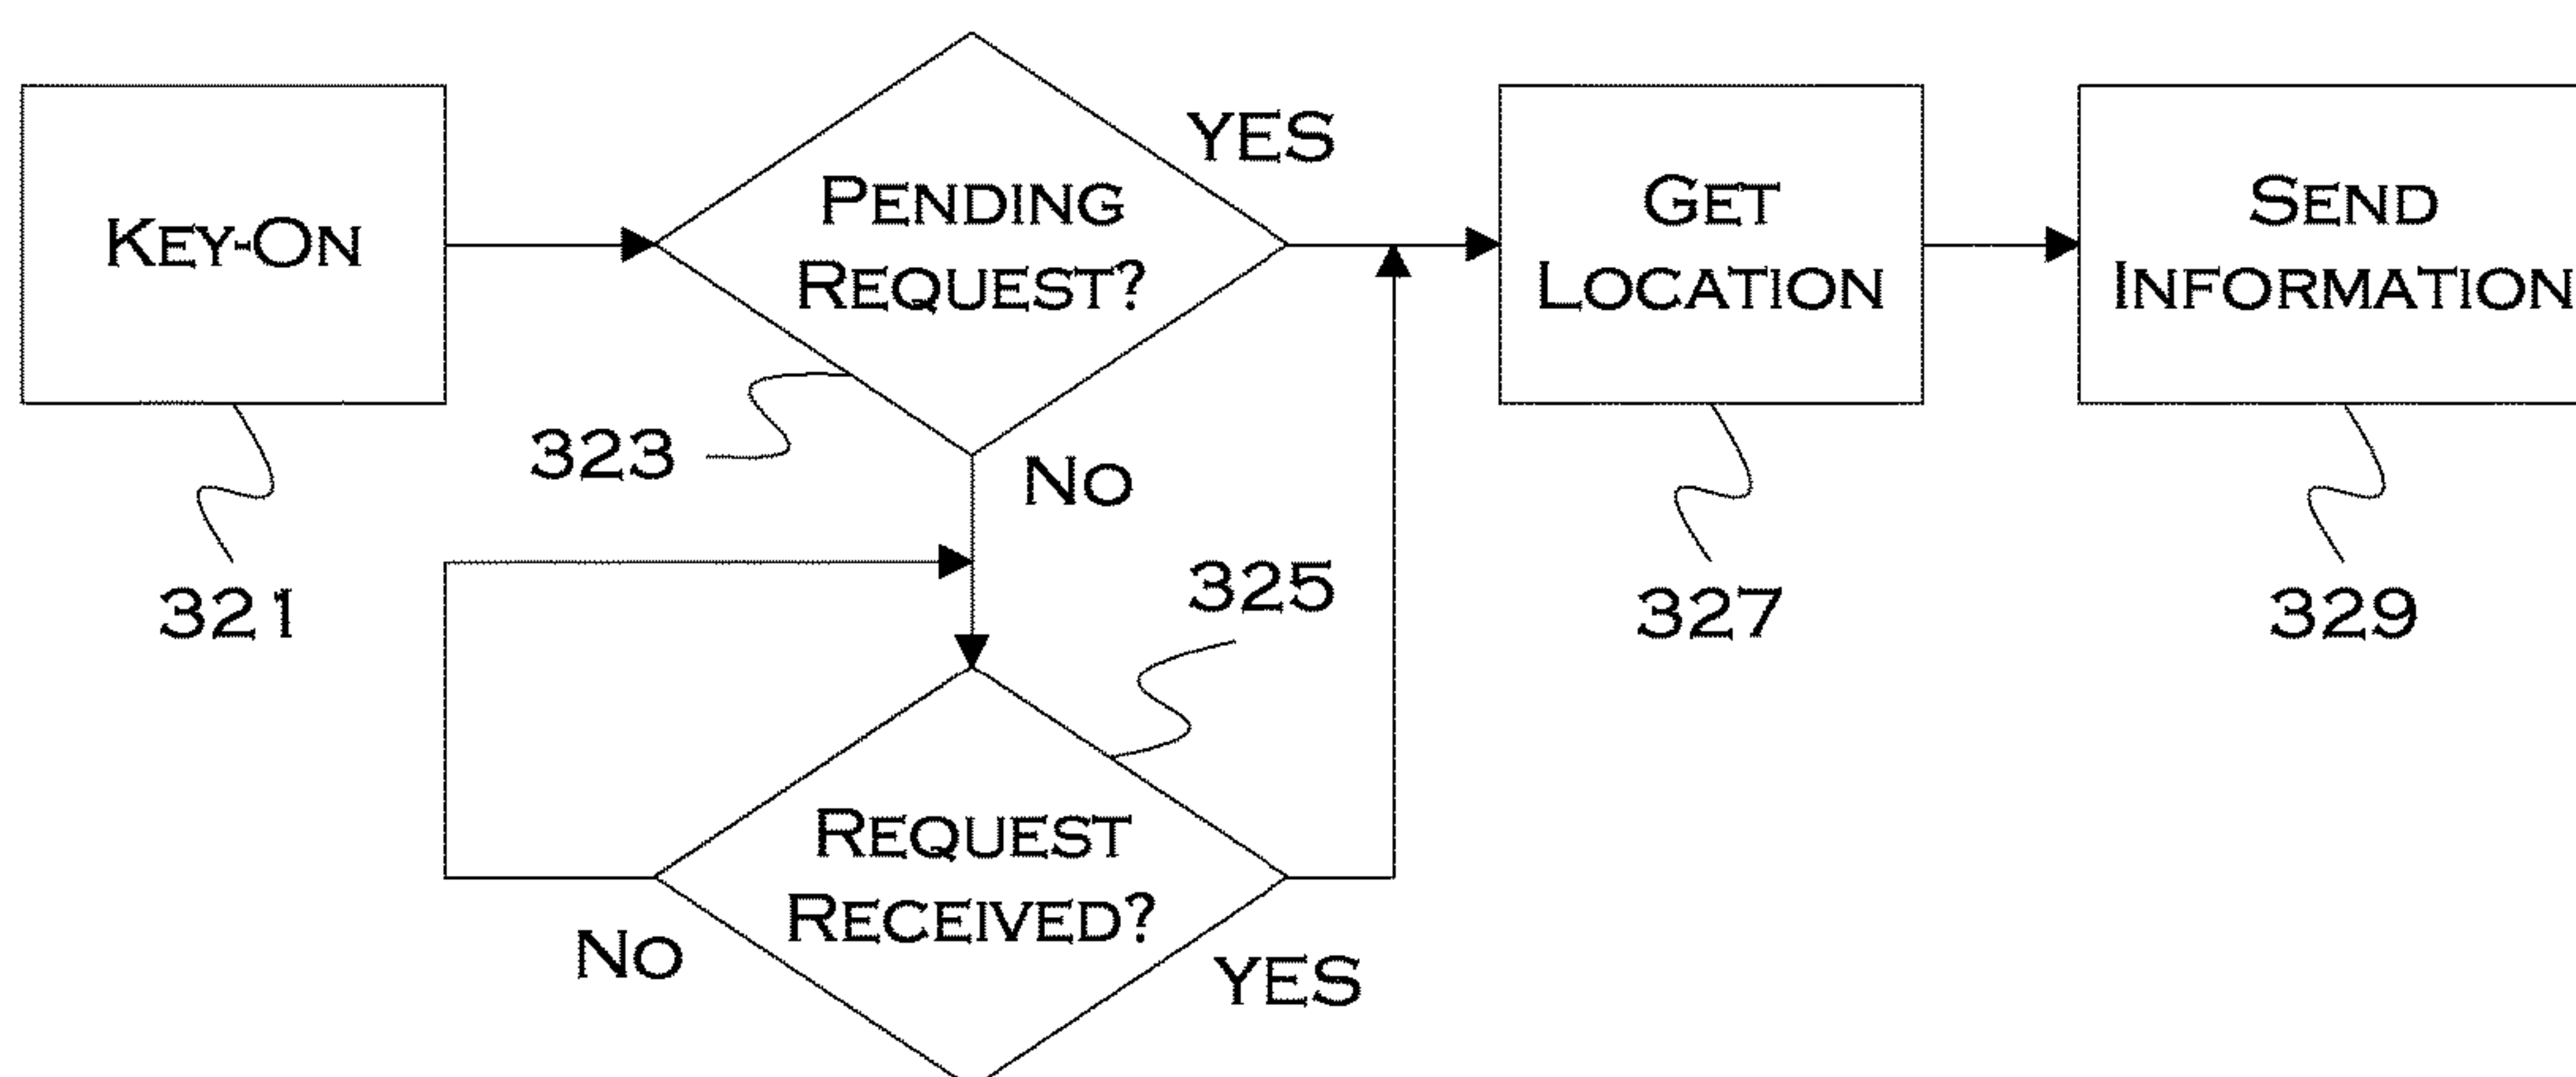 KEY-ON
321
PENDING
REQUEST?
YES
323
NO
325
REQUEST
RECEIVED?
NO
YES
GET
LOCATION
327
SEND
INFORMATION
329